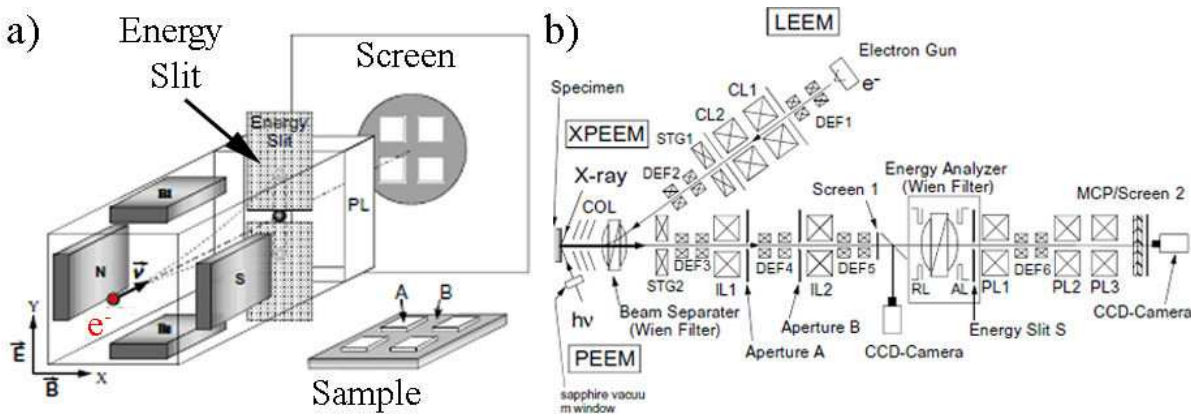 a)
Energy
Slit
Screen
Energy
Slit
PL
N
S
v
e-
Y
E
B
X
A
B
Sample
b)
LEEM
Electron Gun
e-
Specimen
CL1
CL2
DEF1
STG1
XPEEM
DEF2
X-ray
COL
Screen 1
Energy Analyzer
(Wien Filter)
MCP/Screen 2
DEF3
DEF4
DEF5
DEF6
STG2
IL1
IL2
RL
AL
PL1
PL2
PL3
hν
Beam Separater
(Wien Filter)
Aperture B
Energy Slit S
CCD-Camera
Aperture A
CCD-Camera
PEEM
sapphire vacuu
m window